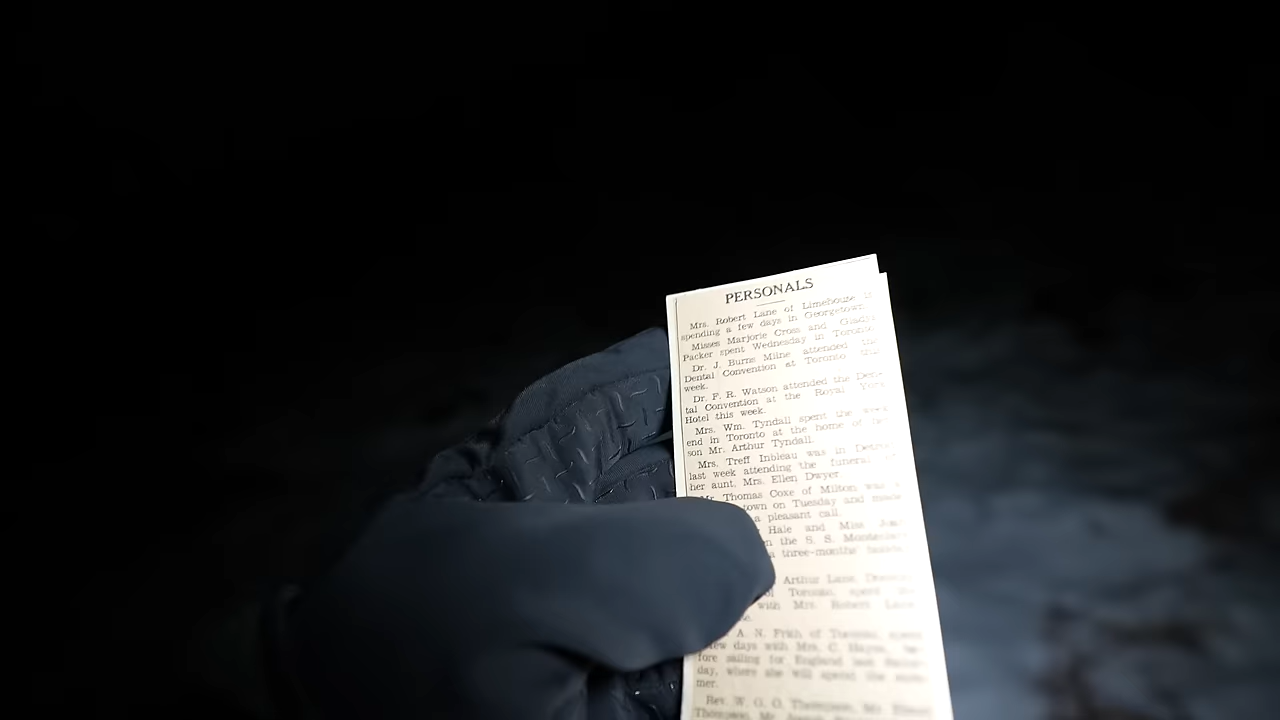 PERSONALS
Mrs. Robert Lane of Limehouse is
spending a few days in Georgetown.
Misses Marjorie Cross and Gladys
Packer spent Wednesday in Toronto
Dr. J. Burns Milne attended the
Dental Convention at Toronto this
week.
Dr. F. R. Watson attended the Den-
tal Convention at the Royal York
Hotel this week.
Mrs. Wm. Tyndall spent the week
end in Toronto at the home of her
son Mr. Arthur Tyndall.
Mrs. Treff Inbleau was in Detroit
last week attending the funeral of
her aunt, Mrs. Ellen Dwyer
Mr. Thomas Coxe of Milton was
town on Tuesday and made
a pleasant call.
Hale and Miss
the S. S.
a three-months
Arthur Lane,
of Toronto, spent the
with Mrs. Robert Lane
A. N. Frith of Toronto, spent
few days with Mrs. C.
fore sailing for England last
day, where she will spend the sum-
mer.
Rev. W. G. O. Thompson, Mr.
Thompson, Mr.